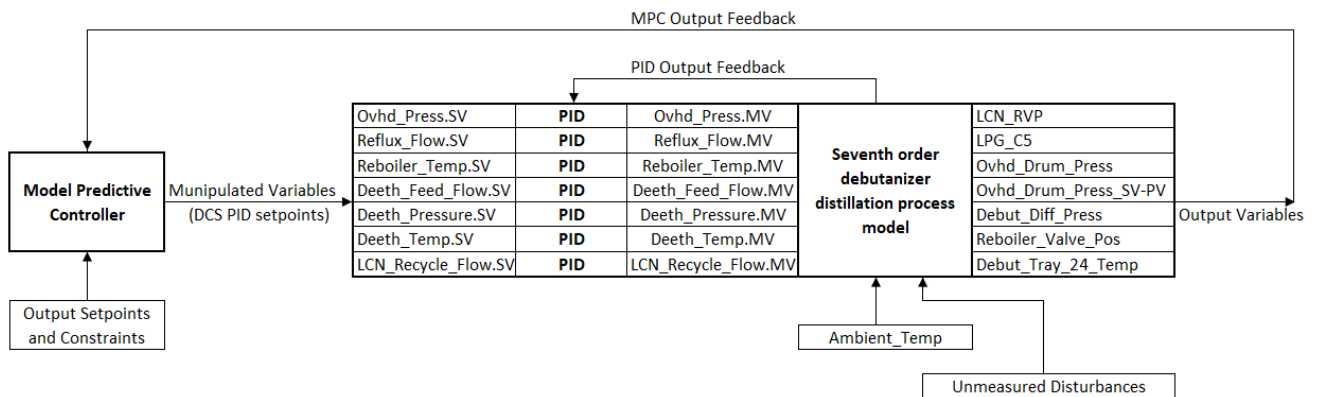 MPC Output Feedback
PID Output Feedback
Ovhd_Press.SV PID Ovhd_Press.MV LCN_RVP
Reflux_Flow.SV PID Reflux_Flow.MV LPG_C5
Reboiler_Temp.SV PID Reboiler_Temp.MV Ovhd_Drum_Press
Deeth_Feed_Flow.SV PID Deeth_Feed_Flow.MV Ovhd_Drum_Press_SV-PV
Deeth_Pressure.SV PID Deeth_Pressure.MV Debut_Diff_Press
Deeth_Temp.SV PID Deeth_Temp.MV Reboiler_Valve_Pos
LCN_Recycle_Flow.SV PID LCN_Recycle_Flow.MV Debut_Tray_24_Temp
Seventh order
debutanizer
distillation process
model
Model Predictive
Controller
Munipulated Variables
(DCS PID setpoints)
Output Variables
Output Setpoints
and Constraints
Ambient_Temp
Unmeasured Disturbances